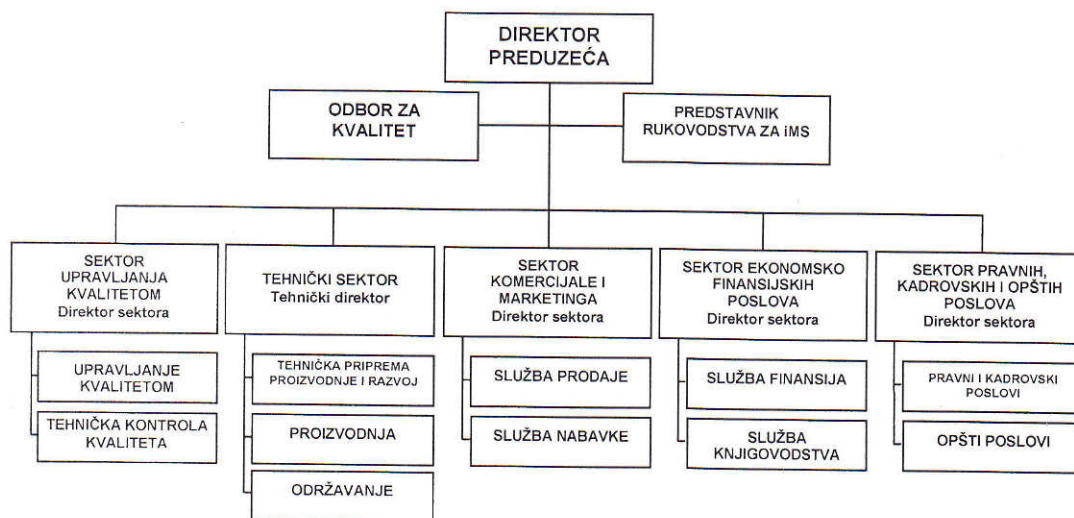 DIREKTOR
PREDUZEĆA
ODBOR ZA
KVALITET
PREDSTAVNIK
RUKOVODSTVA ZA iMS
SEKTOR
UPRAVLJANJA
KVALITETOM
Direktor sektora
TEHNIČKI SEKTOR
Tehnički direktor
SEKTOR
KOMERCIJALE I
MARKETINGA
Direktor sektora
SEKTOR EKONOMSKO
FINANSIJSKIH
POSLOVA
Direktor sektora
SEKTOR PRAVNIH,
KADROVSKIH I OPŠTIH
POSLOVA
Direktor sektora
UPRAVLJANJE
KVALITETOM
TEHNIČKA KONTROLA
KVALITETA
TEHNIČKA PRIPREMA
PROIZVODNJE I RAZVOJ
PROIZVODNJA
ODRŽAVANJE
SLUŽBA PRODAJE
SLUŽBA NABAVKE
SLUŽBA FINANSIJA
SLUŽBA
KNJIGOVODSTVA
PRAVNI I KADROVSKI
POSLOVI
OPŠTI POSLOVI